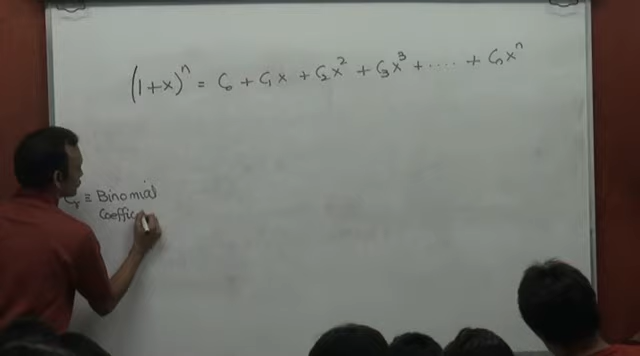 (1+x)ⁿ = C₀ + C₁x + C₂x² + C₃x³ + .... + Cₙxⁿ
Cᵣ ≡ Binomial
Coeffic